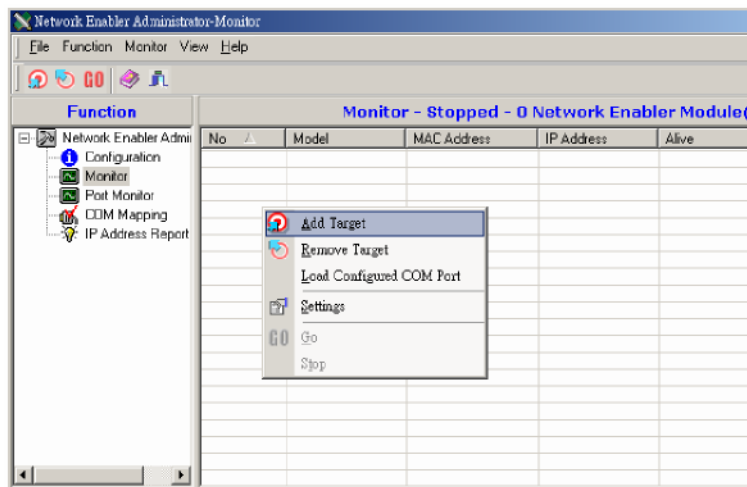 Network Enabler Administrator-Monitor
File Function Monitor View Help
GO
Function
Monitor - Stopped - 0 Network Enabler Module(
Network Enabler Admi
Configuration
Monitor
Port Monitor
COM Mapping
IP Address Report
No Model MAC Address IP Address Alive
Add Target
Remove Target
Load Configured COM Port
Settings
GO Go
Stop